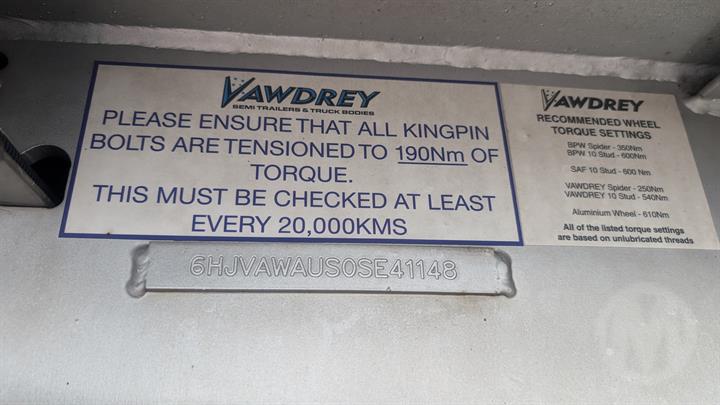 VAWDREY
SEMI TRAILERS & TRUCK BODIES
PLEASE ENSURE THAT ALL KINGPIN
BOLTS ARE TENSIONED TO 190Nm OF
TORQUE.
THIS MUST BE CHECKED AT LEAST
EVERY 20,000KMS
VAWDREY
RECOMMENDED WHEEL
TORQUE SETTINGS
BPW Spider - 350Nm
BPW 10 Stud - 600Nm
SAF 10 Stud - 600 Nm
VAWDREY Spider - 250Nm
VAWDREY 10 Stud - 540Nm
Aluminium Wheel - 610Nm
All of the listed torque settings
are based on unlubricated threads
6HJVAWAUS0SE41148
M